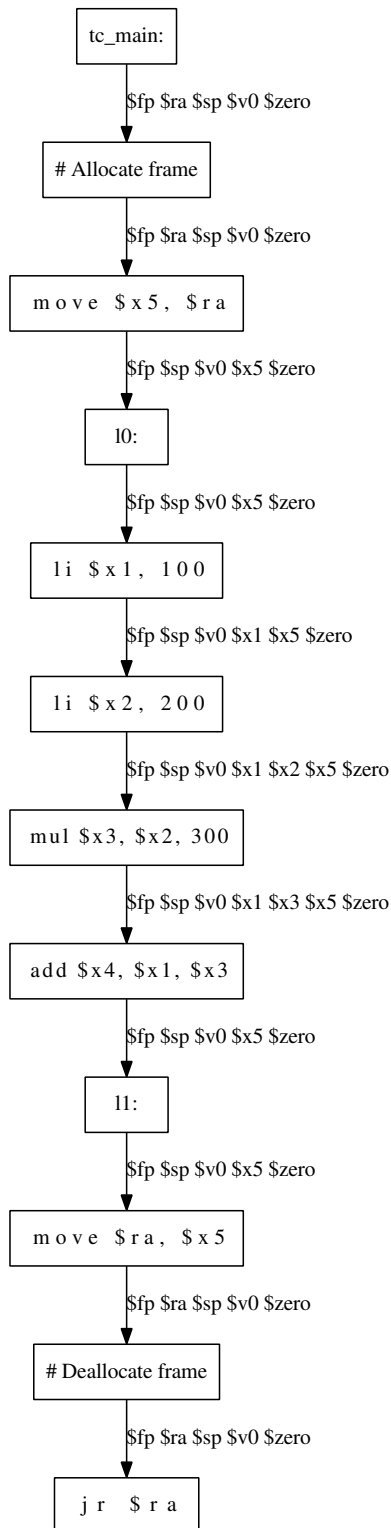 tc_main:
$fp $ra $sp $v0 $zero
# Allocate frame
$fp $ra $sp $v0 $zero
move $x5, $ra
$fp $sp $v0 $x5 $zero
l0:
$fp $sp $v0 $x5 $zero
li $x1, 100
$fp $sp $v0 $x1 $x5 $zero
li $x2, 200
$fp $sp $v0 $x1 $x2 $x5 $zero
mul $x3, $x2, 300
$fp $sp $v0 $x1 $x3 $x5 $zero
add $x4, $x1, $x3
$fp $sp $v0 $x5 $zero
l1:
$fp $sp $v0 $x5 $zero
move $ra, $x5
$fp $ra $sp $v0 $zero
# Deallocate frame
$fp $ra $sp $v0 $zero
jr $ra